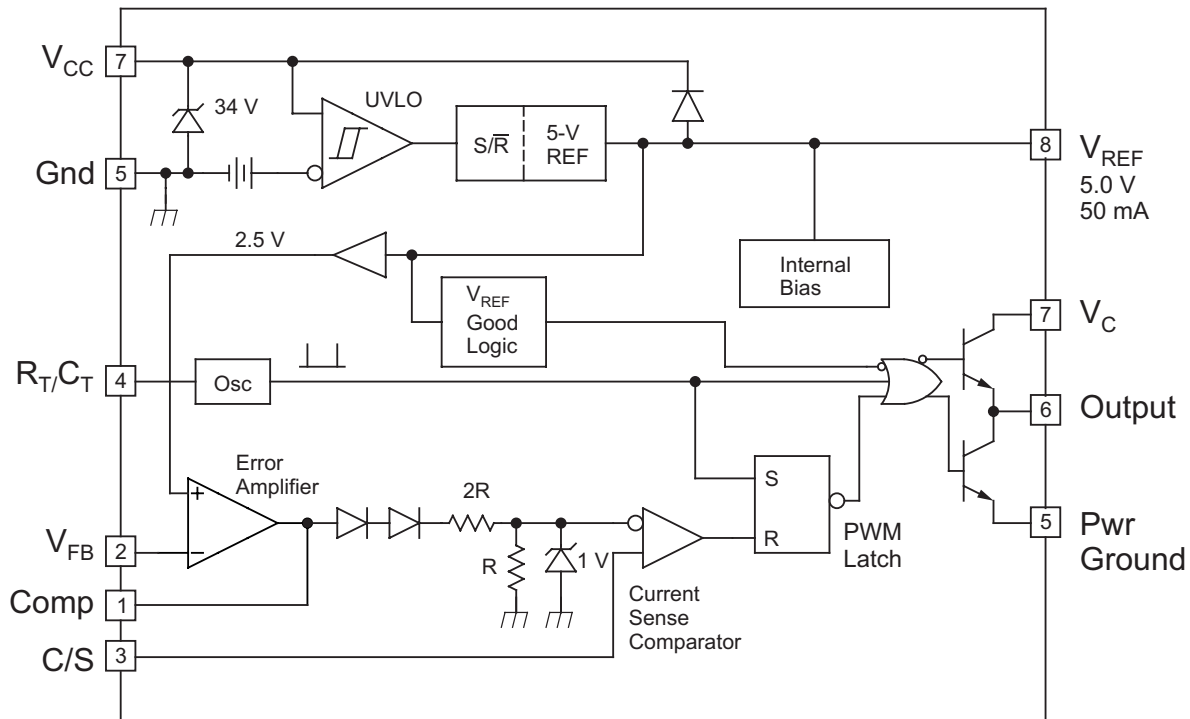 VCC
7
34 V
UVLO
S/R̅
5-V
REF
8
VREF
5.0 V
50 mA
Gnd
5
2.5 V
Internal
Bias
VREF
Good
Logic
7
VC
RT/CT
4
Osc
6
Output
Error
Amplifier
+
−
2R
S
R
PWM
Latch
5
Pwr
Ground
VFB
2
R
1 V
Comp
1
Current
Sense
Comparator
C/S
3